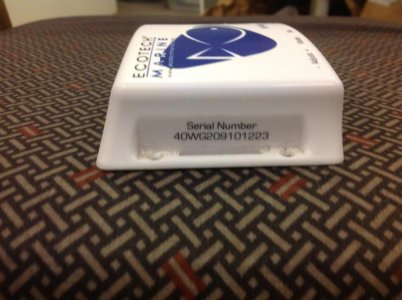 ECOTECH
MARINE
Serial Number
40WG209101223